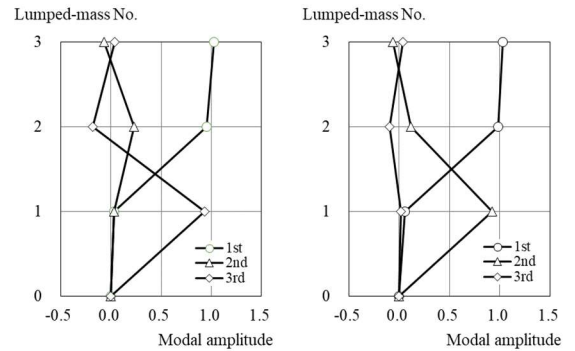 Lumped-mass No.
3
2
1
0
1st
2nd
3rd
-0.5 0.0 0.5 1.0 1.5
Modal amplitude
Lumped-mass No.
3
2
1
0
1st
2nd
3rd
-0.5 0.0 0.5 1.0 1.5
Modal amplitude